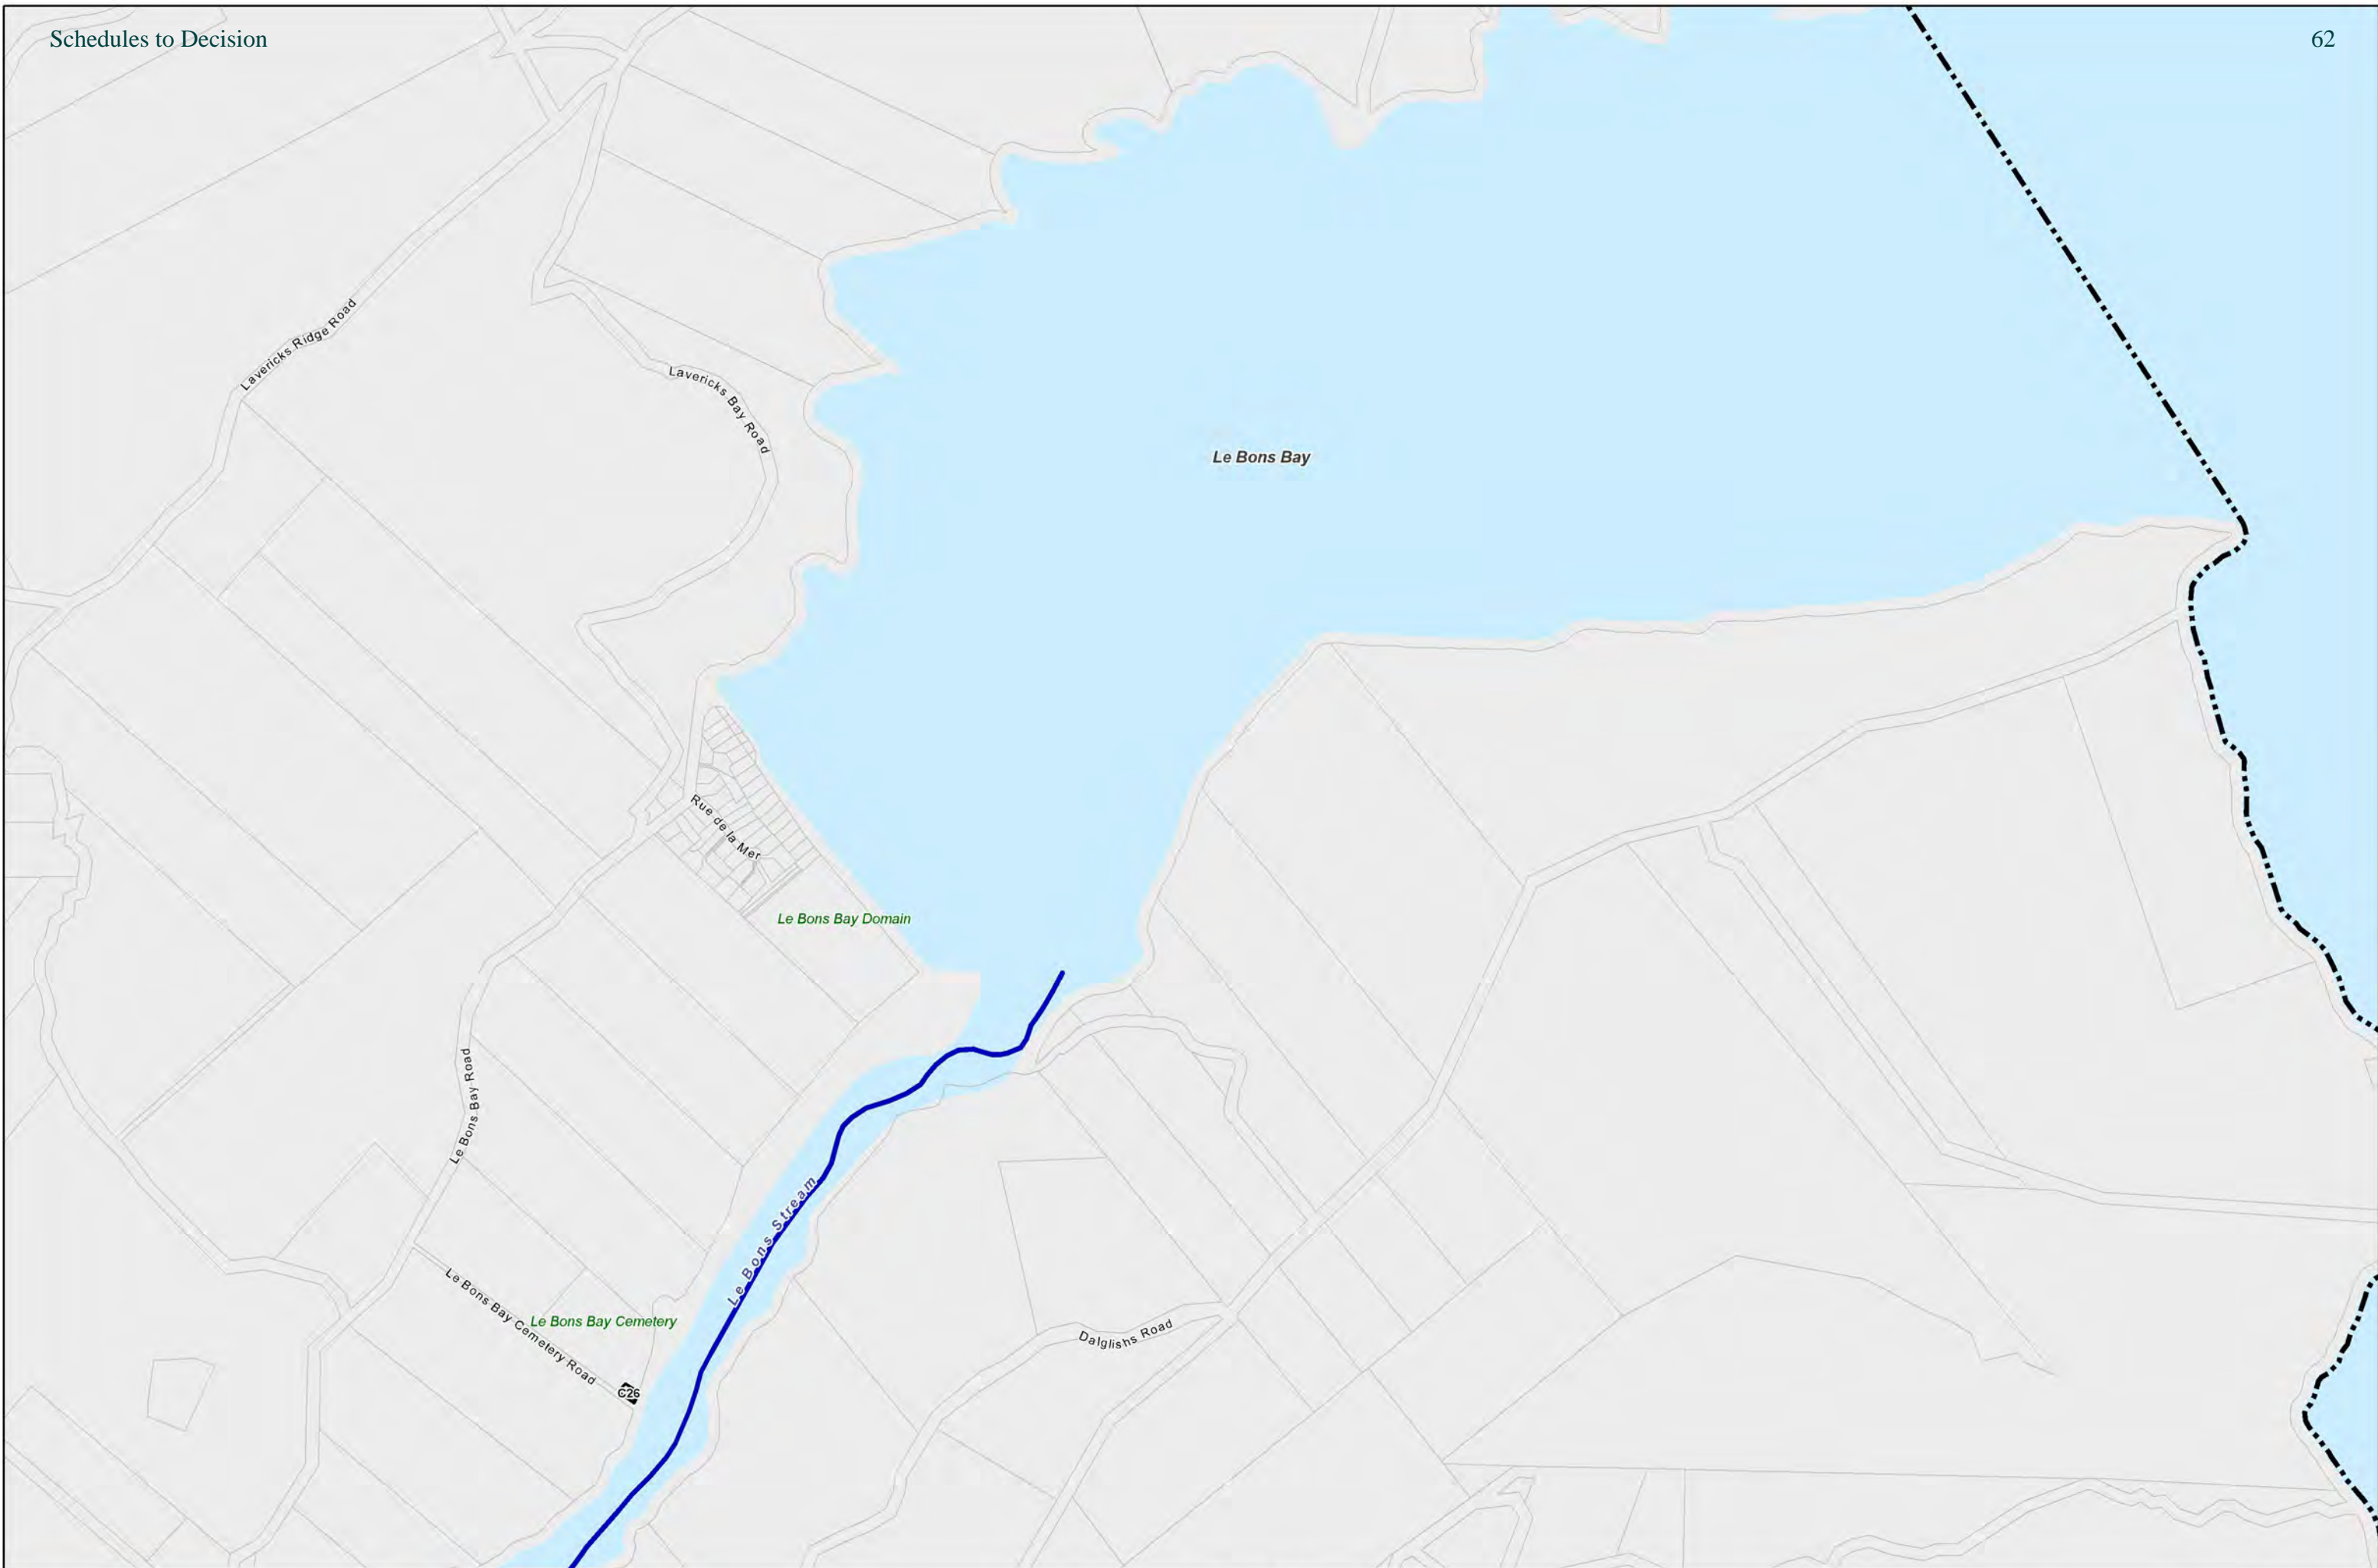 Schedules to Decision
62
Lavericks Ridge Road
Lavericks Bay Road
Le Bons Bay
Rue de la Mer
Le Bons Bay Domain
Le Bons Bay Road
Le Bons Stream
Le Bons Bay Cemetery Road
Le Bons Bay Cemetery
Dalglishs Road
C26